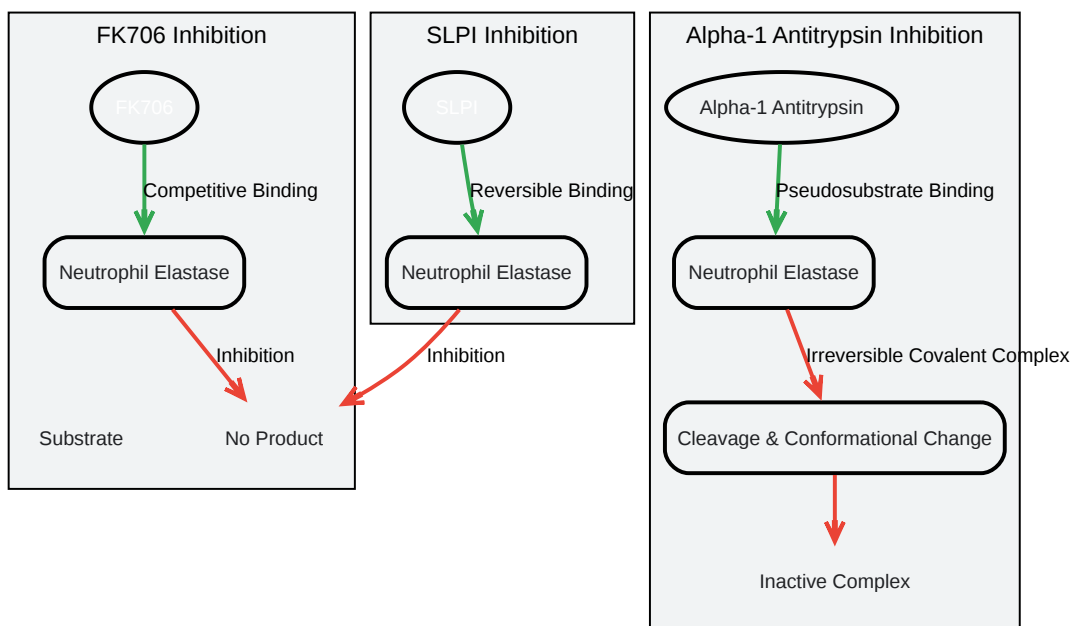 FK706 Inhibition
FK706
Competitive Binding
Neutrophil Elastase
Inhibition
Substrate
No Product
SLPI Inhibition
SLPI
Reversible Binding
Neutrophil Elastase
Inhibition
Alpha-1 Antitrypsin Inhibition
Alpha-1 Antitrypsin
Pseudosubstrate Binding
Neutrophil Elastase
Irreversible Covalent Complex
Cleavage & Conformational Change
Inactive Complex